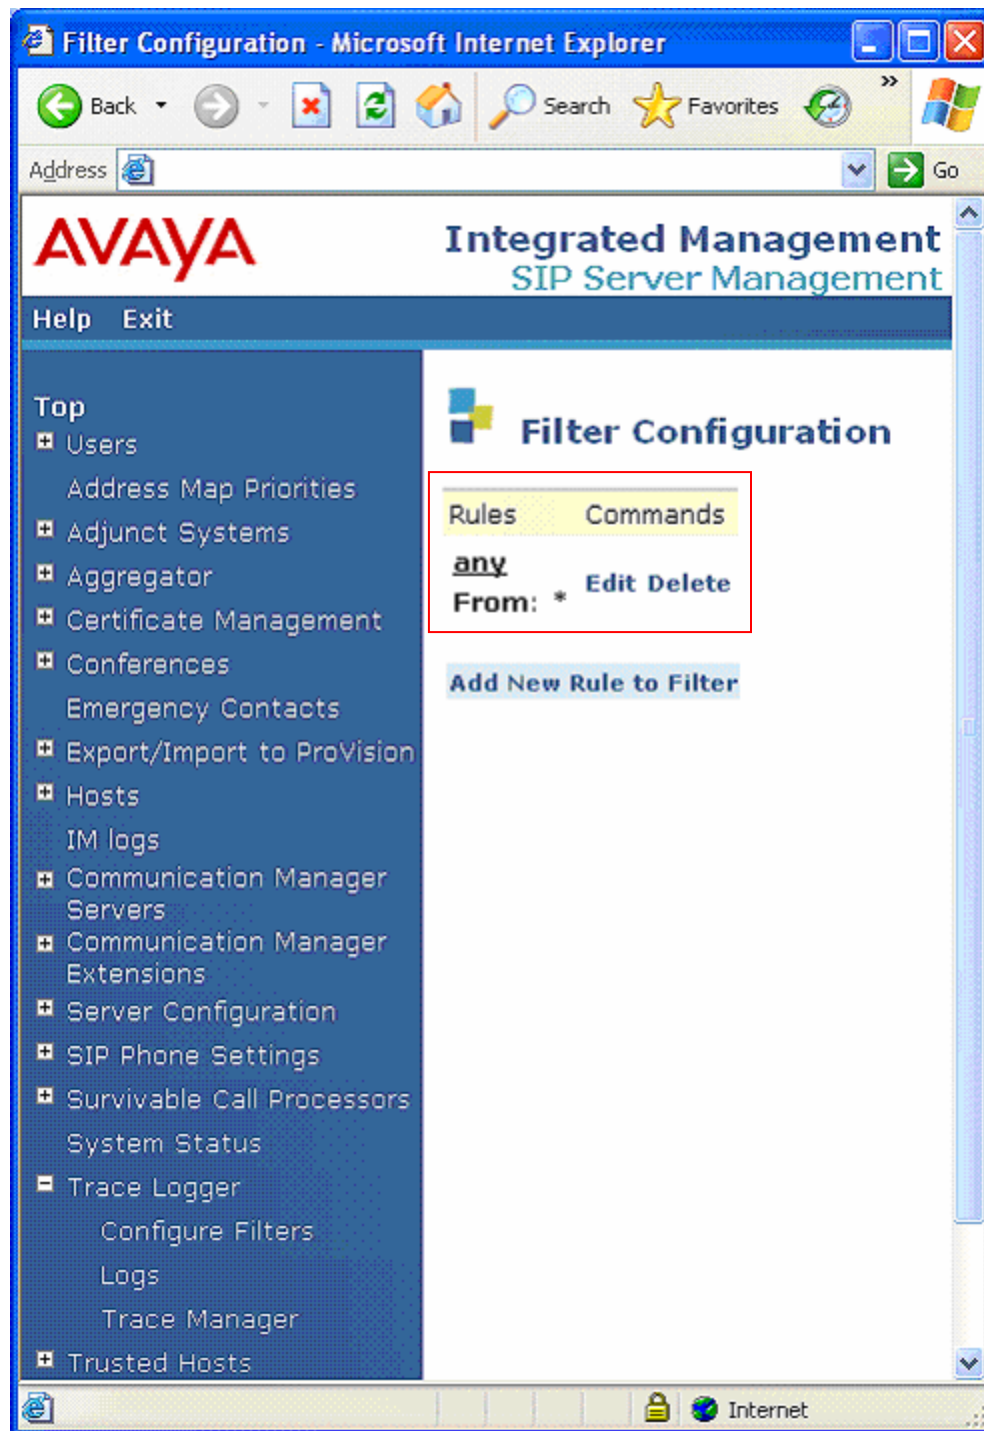 Filter Configuration - Microsoft Internet Explorer
Back Search Favorites »
Address Go
AVAYA
Integrated Management
SIP Server Management
Help Exit
Top
Users
Address Map Priorities
Adjunct Systems
Aggregator
Certificate Management
Conferences
Emergency Contacts
Export/Import to ProVision
Hosts
IM logs
Communication Manager
Servers
Communication Manager
Extensions
Server Configuration
SIP Phone Settings
Survivable Call Processors
System Status
Trace Logger
Configure Filters
Logs
Trace Manager
Trusted Hosts
Filter Configuration
Rules Commands
any
From: * Edit Delete
Add New Rule to Filter
Internet